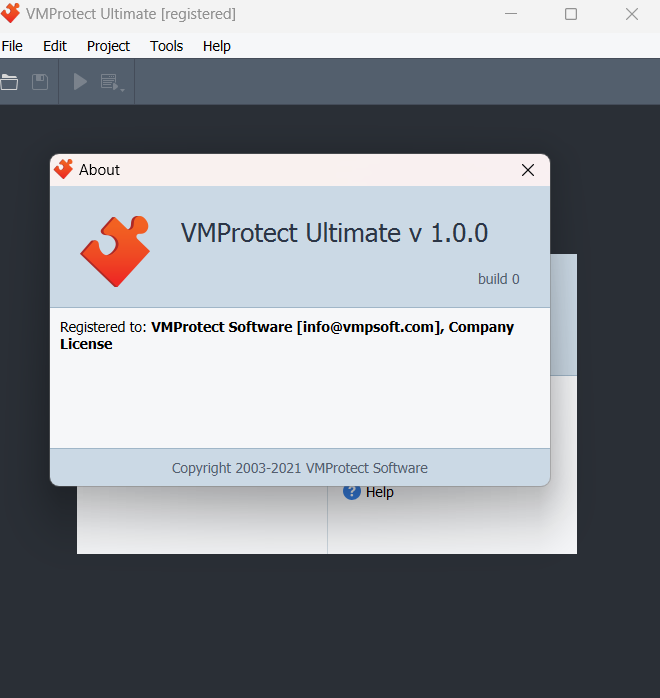 VMProtect Ultimate [registered]
File Edit Project Tools Help
About
VMProtect Ultimate v 1.0.0
build 0
Registered to: VMProtect Software [info@vmpsoft.com], Company
License
Copyright 2003-2021 VMProtect Software
? Help